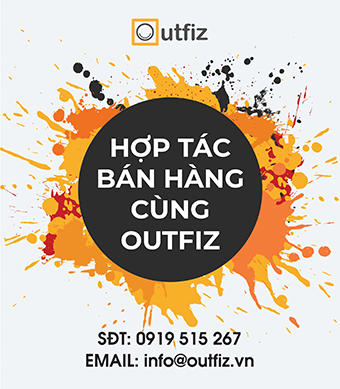 Outfiz
HỢP TÁC
BÁN HÀNG
CÙNG
OUTFIZ
SĐT: 0919 515 267
EMAIL: info@outfiz.vn